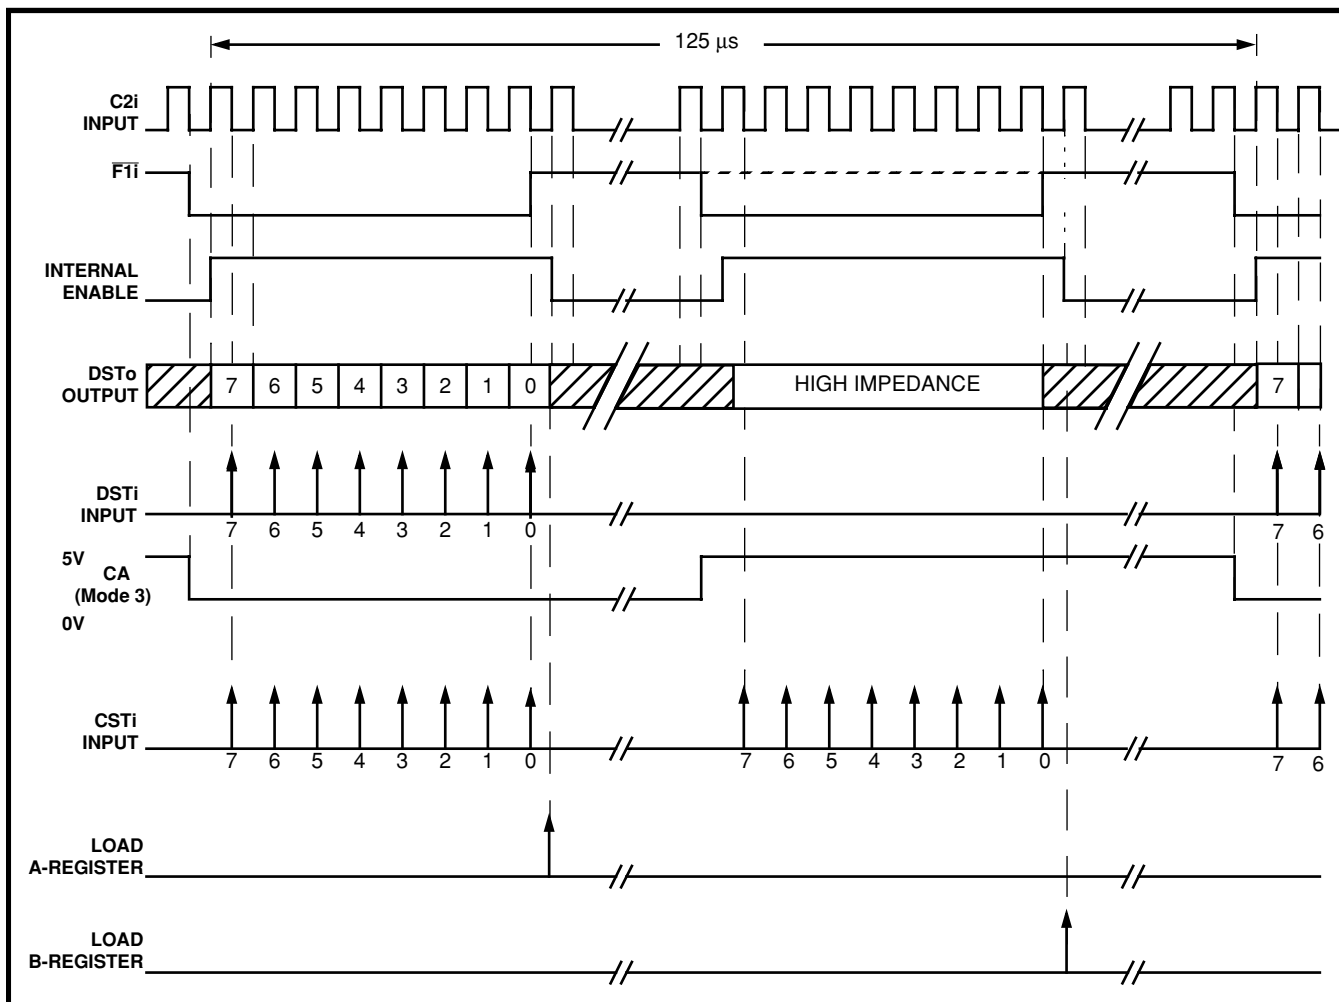 125 µs
C2i
INPUT
F1i
INTERNAL
ENABLE
DSTo
OUTPUT
7 6 5 4 3 2 1 0 HIGH IMPEDANCE 7
DSTi
INPUT
7 6 5 4 3 2 1 0 7 6
5V
CA
(Mode 3)
0V
CSTi
INPUT
7 6 5 4 3 2 1 0 7 6 5 4 3 2 1 0 7 6
LOAD
A-REGISTER
LOAD
B-REGISTER